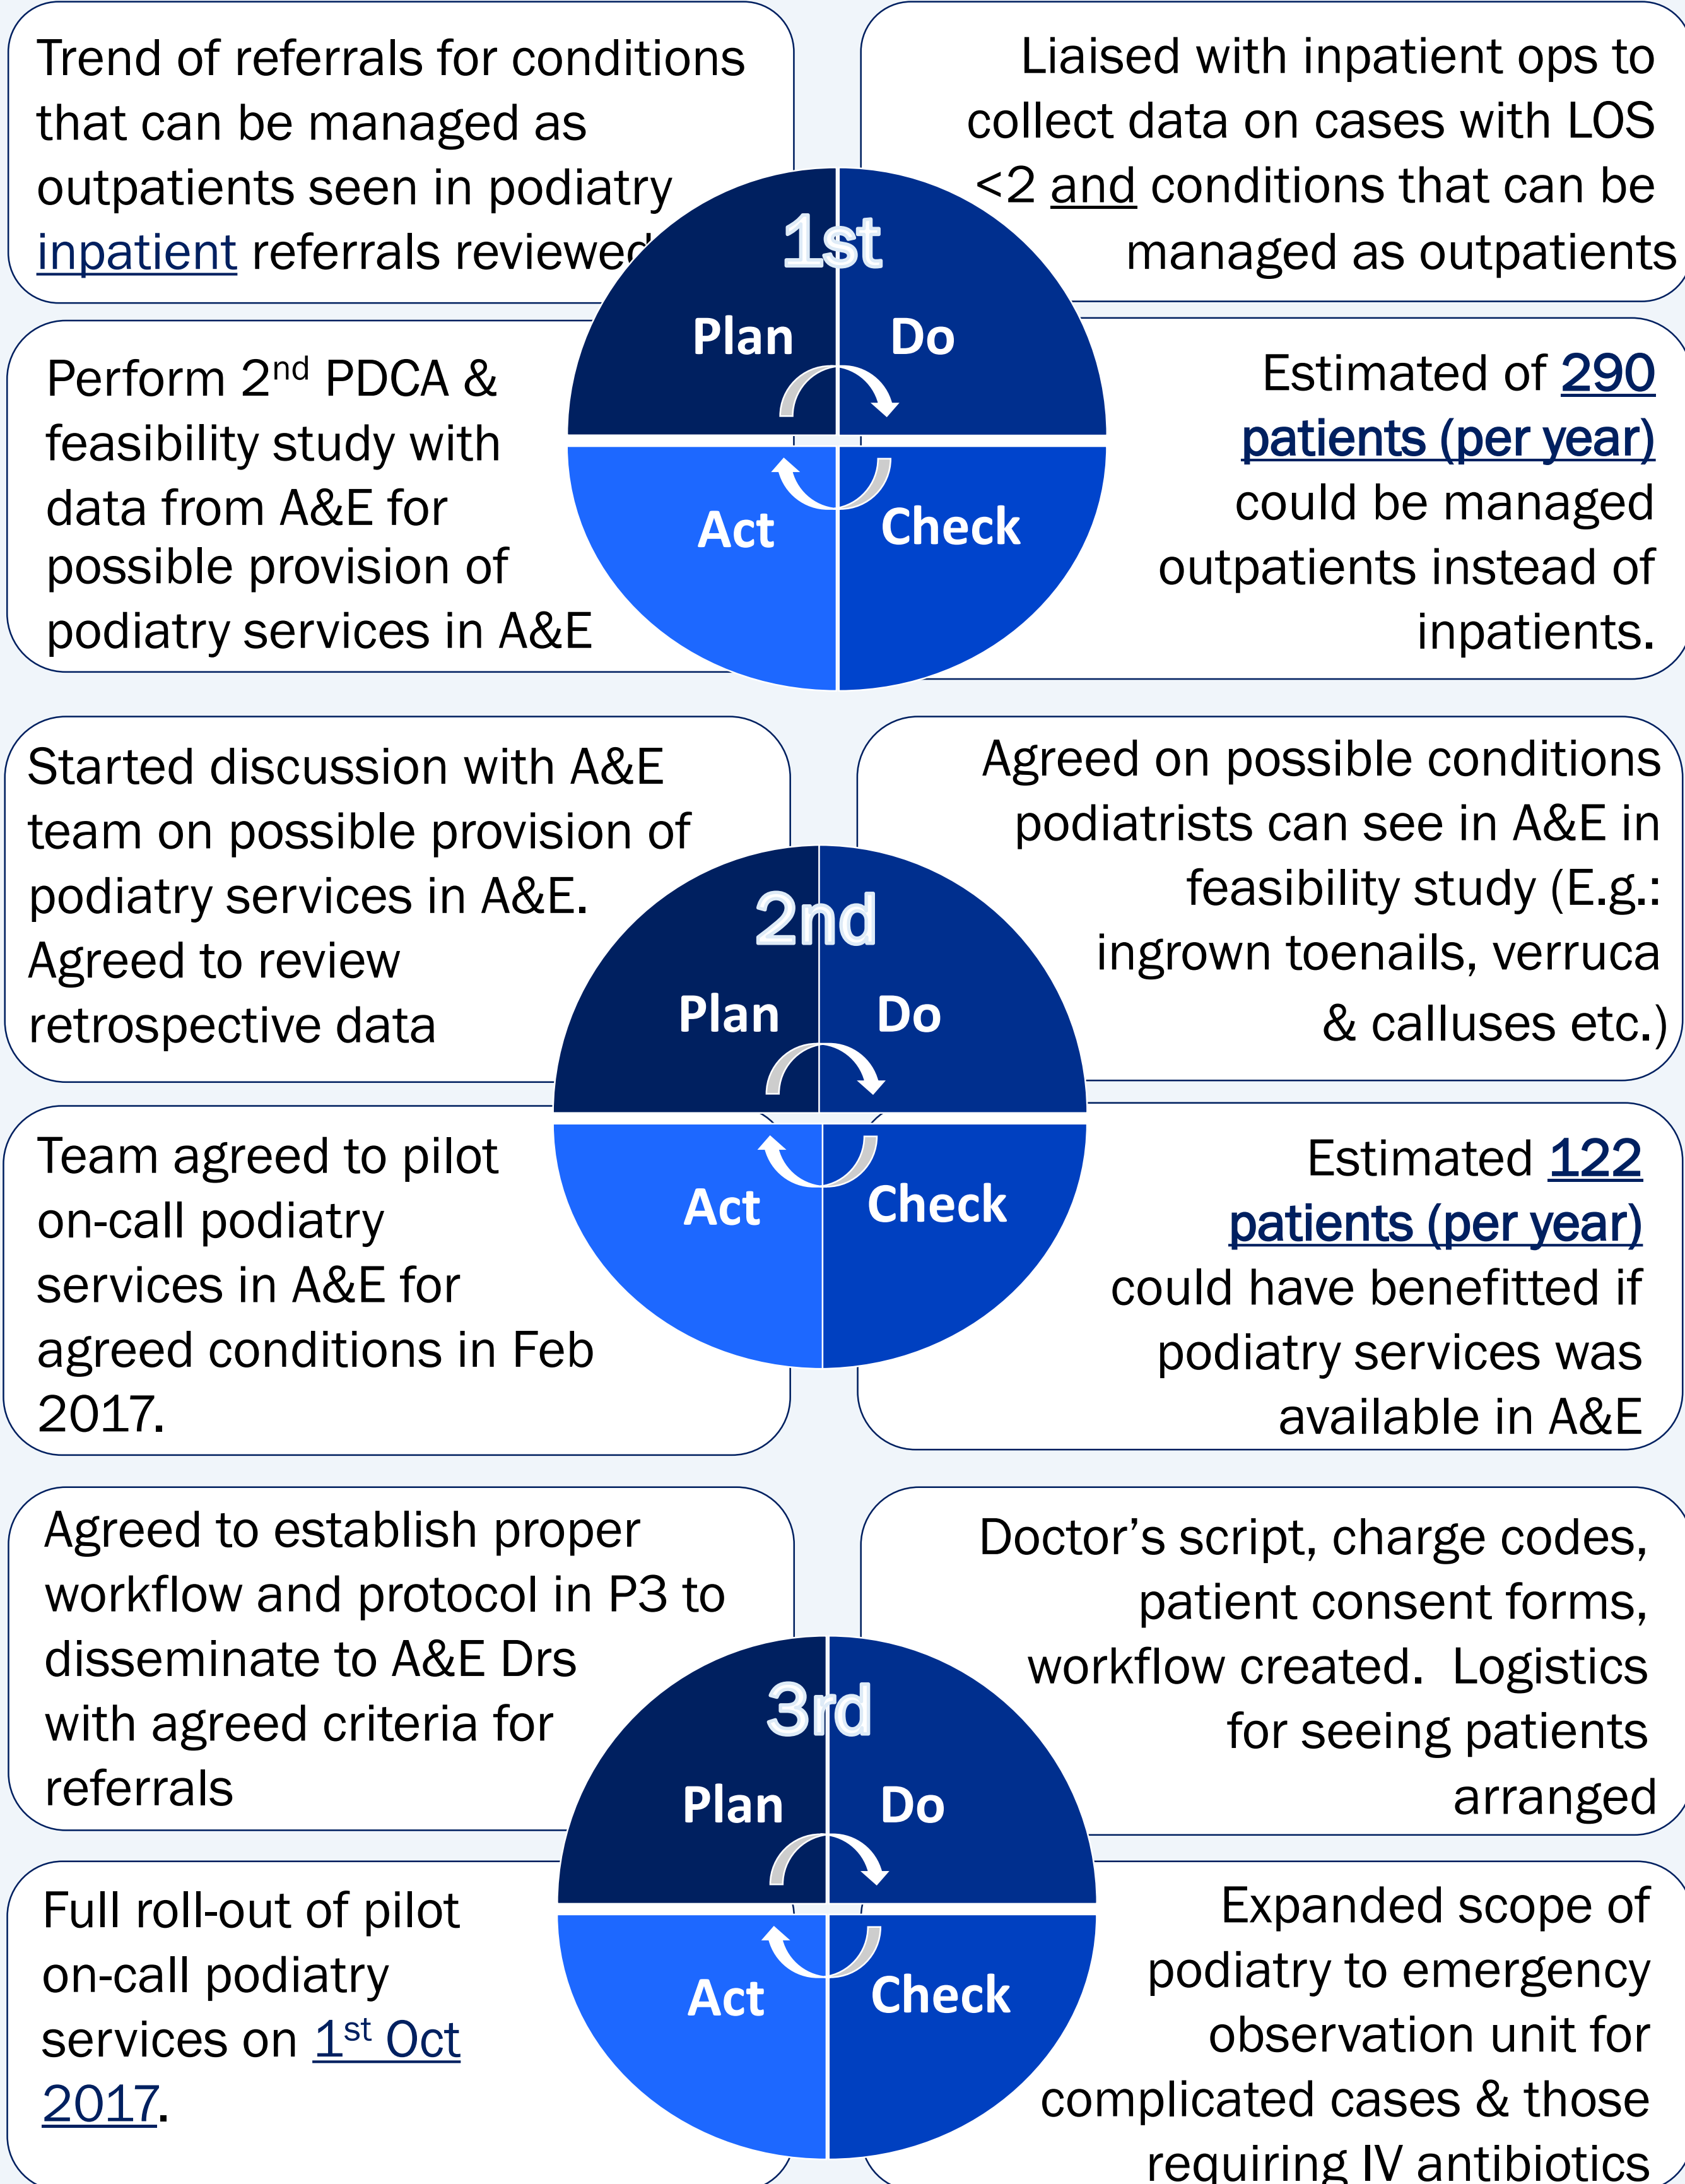 Trend of referrals for conditions
that can be managed as
outpatients seen in podiatry
inpatient referrals reviewed
Liaised with inpatient ops to
collect data on cases with LOS
<2 and conditions that can be
managed as outpatients
1st
Plan
Do
Act
Check
Perform 2nd PDCA &
feasibility study with
data from A&E for
possible provision of
podiatry services in A&E
Estimated of 290
patients (per year)
could be managed
outpatients instead of
inpatients.
Started discussion with A&E
team on possible provision of
podiatry services in A&E.
Agreed to review
retrospective data
Agreed on possible conditions
podiatrists can see in A&E in
feasibility study (E.g.:
ingrown toenails, verruca
& calluses etc.)
2nd
Plan
Do
Act
Check
Team agreed to pilot
on-call podiatry
services in A&E for
agreed conditions in Feb
2017.
Estimated 122
patients (per year)
could have benefitted if
podiatry services was
available in A&E
Agreed to establish proper
workflow and protocol in P3 to
disseminate to A&E Drs
with agreed criteria for
referrals
Doctor’s script, charge codes,
patient consent forms,
workflow created.  Logistics
for seeing patients
arranged
3rd
Plan
Do
Act
Check
Full roll-out of pilot
on-call podiatry
services on 1st Oct
2017.
Expanded scope of
podiatry to emergency
observation unit for
complicated cases & those
requiring IV antibiotics